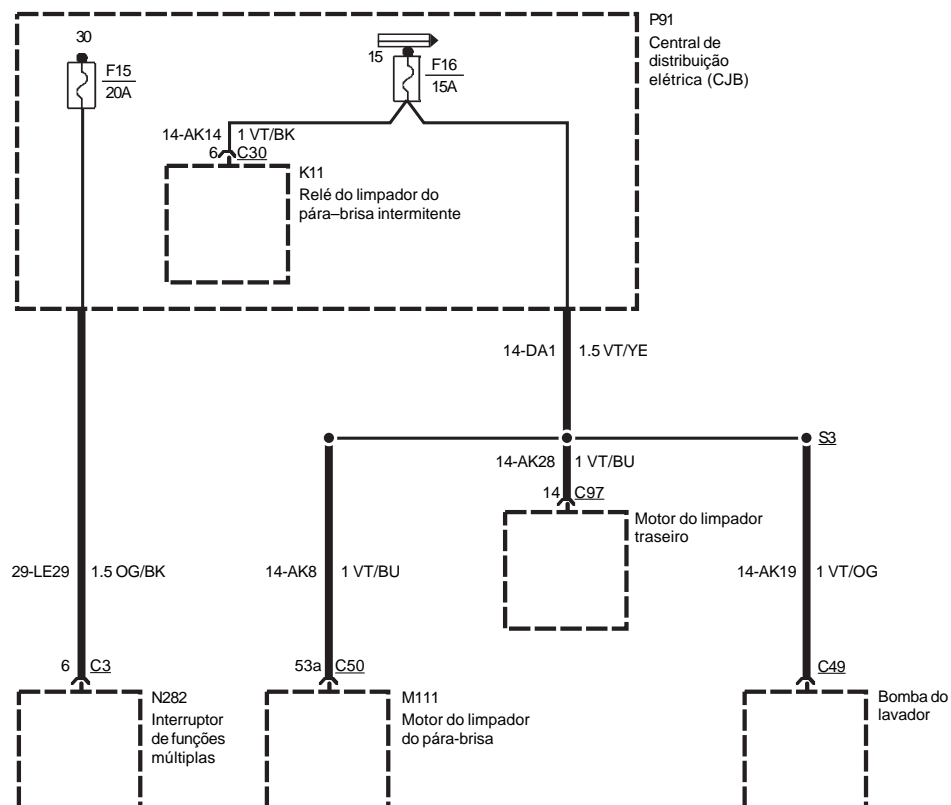 P91
Central de
distribuição
elétrica (CJB)
30
F15
20A
15
F16
15A
14-AK14 1 VT/BK
6 C30
K11
Relé do limpador do
pára–brisa intermitente
14-DA1 1.5 VT/YE
S3
14-AK28 1 VT/BU
14 C97
Motor do limpador
traseiro
29-LE29 1.5 OG/BK
14-AK8 1 VT/BU
14-AK19 1 VT/OG
6 C3
53a C50
C49
N282
Interruptor
de funções
múltiplas
M111
Motor do limpador
do pára-brisa
Bomba do
lavador